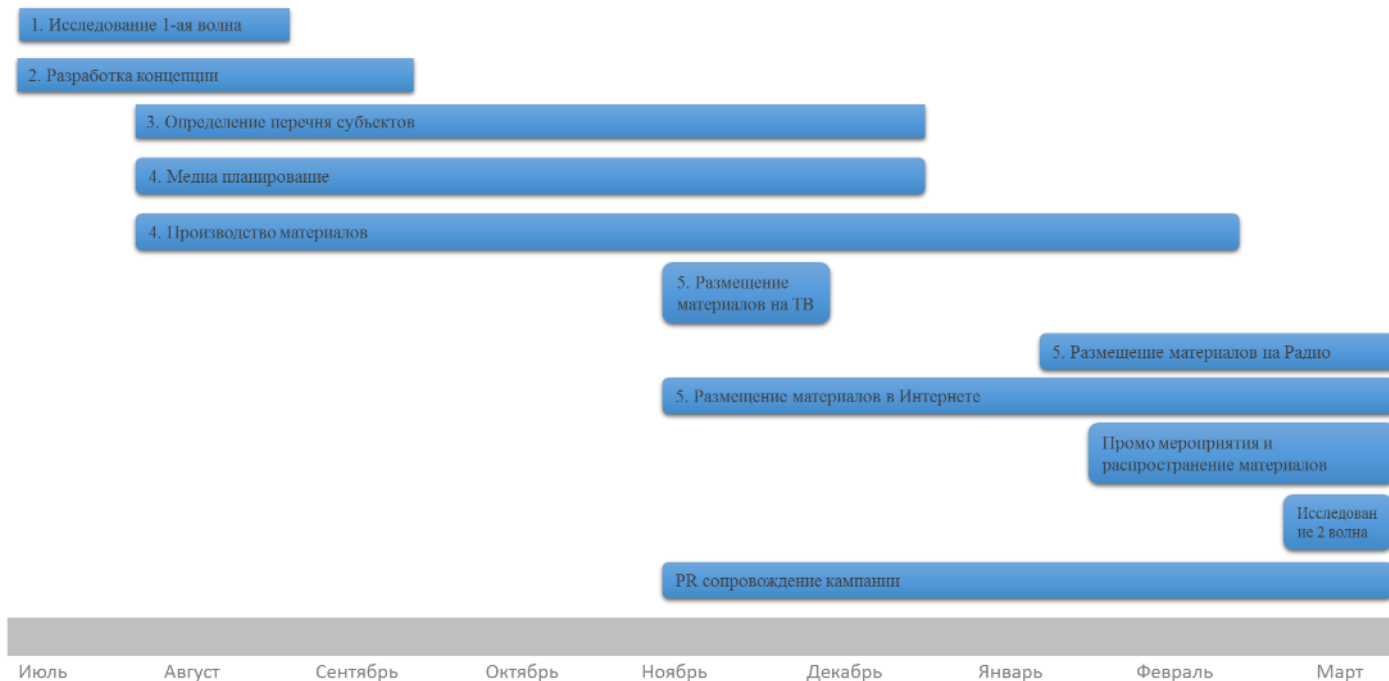 1. Исследование 1-ая волна
2. Разработка концепции
3. Определение перечня субъектов
4. Медиа планирование
4. Производство материалов
5. Размещение
материалов на ТВ
5. Размещение материалов на Радио
5. Размещение материалов в Интернете
Промо мероприятия и
распространение материалов
Исследован
ие 2 волна
PR сопровождение кампании
Июль Август Сентябрь Октябрь Ноябрь Декабрь Январь Февраль Март